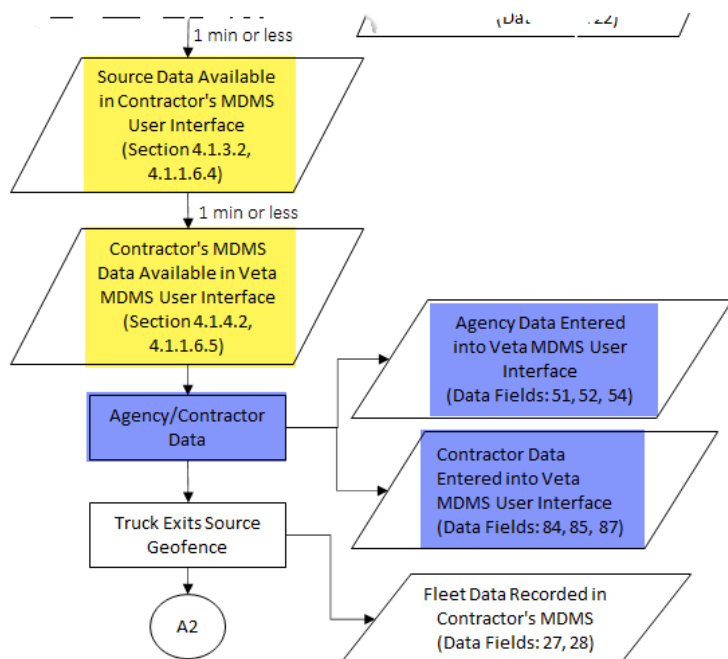 1 min or less
Source Data Available
in Contractor's MDMS
User Interface
(Section 4.1.3.2,
4.1.1.6.4)
1 min or less
Contractor's MDMS
Data Available in Veta
MDMS User Interface
(Section 4.1.4.2,
4.1.1.6.5)
Agency Data Entered
into Veta MDMS User
Interface
(Data Fields: 51, 52, 54)
Agency/Contractor
Data
Contractor Data
Entered into Veta
MDMS User Interface
(Data Fields: 84, 85, 87)
Truck Exits Source
Geofence
Fleet Data Recorded in
Contractor's MDMS
(Data Fields: 27, 28)
A2